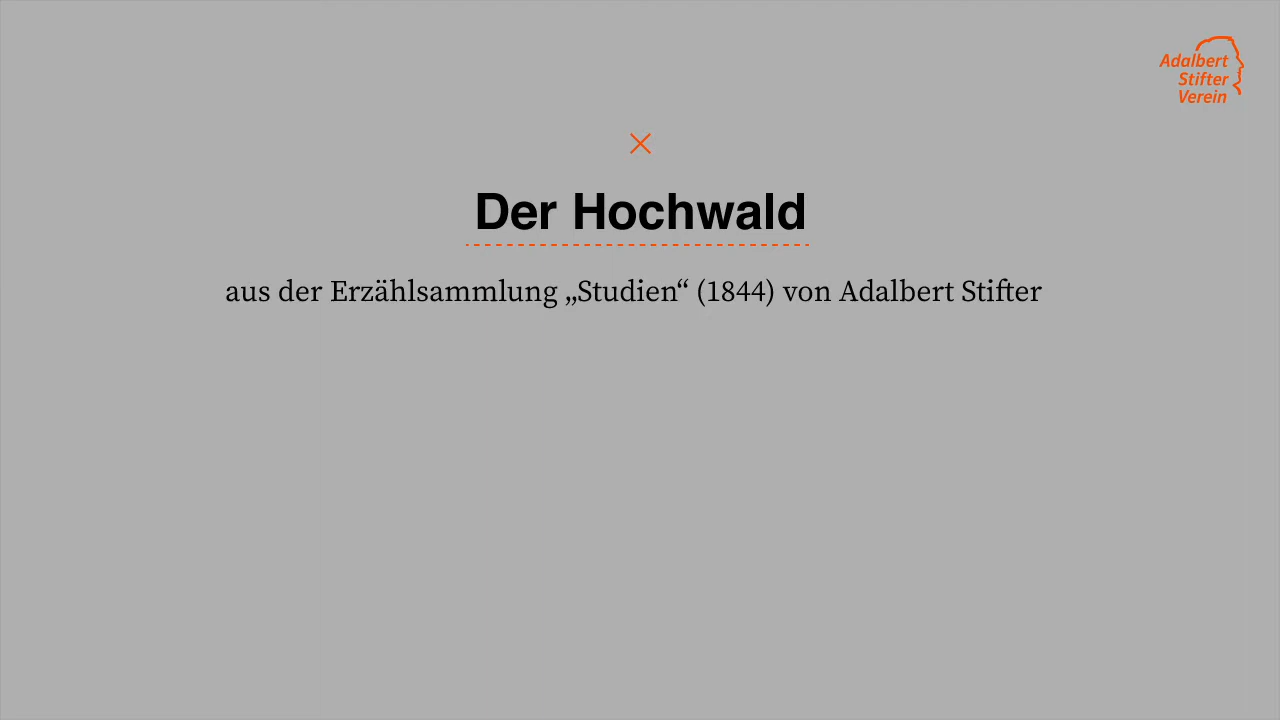 Adalbert
Stifter
Verein
Der Hochwald
aus der Erzählsammlung „Studien“ (1844) von Adalbert Stifter